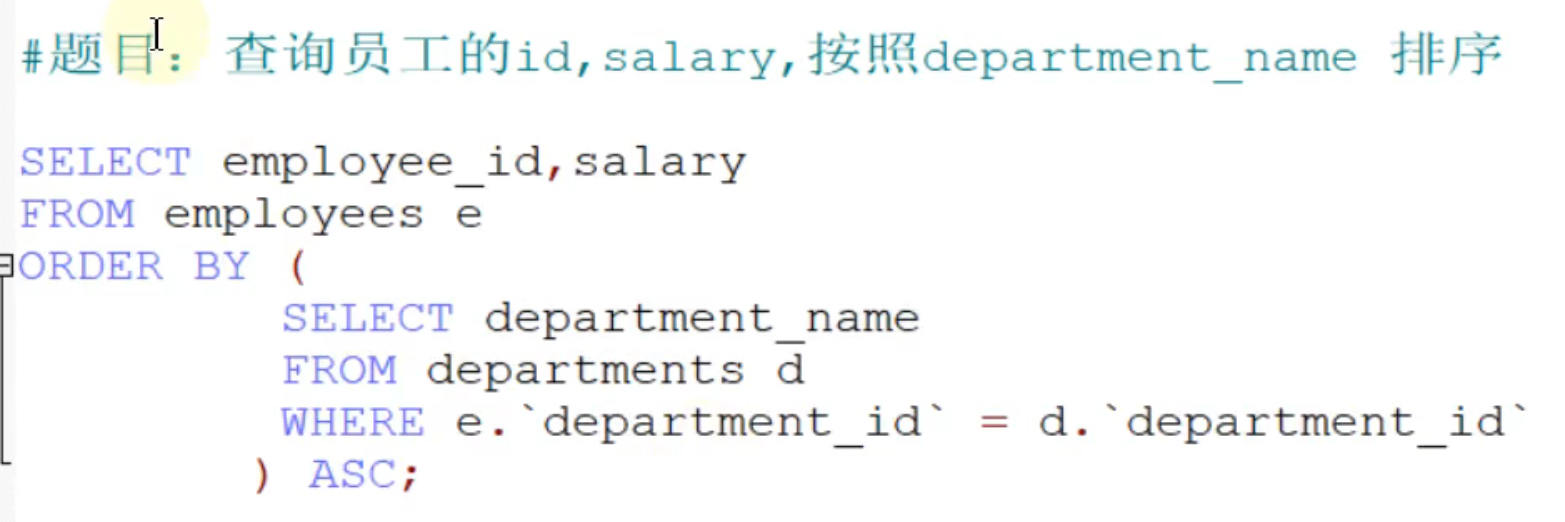 #题目：查询员工的id,salary,按照department_name 排序
SELECT employee_id,salary
FROM employees e
ORDER BY (
SELECT department_name
FROM departments d
WHERE e.`department_id` = d.`department_id`
) ASC;